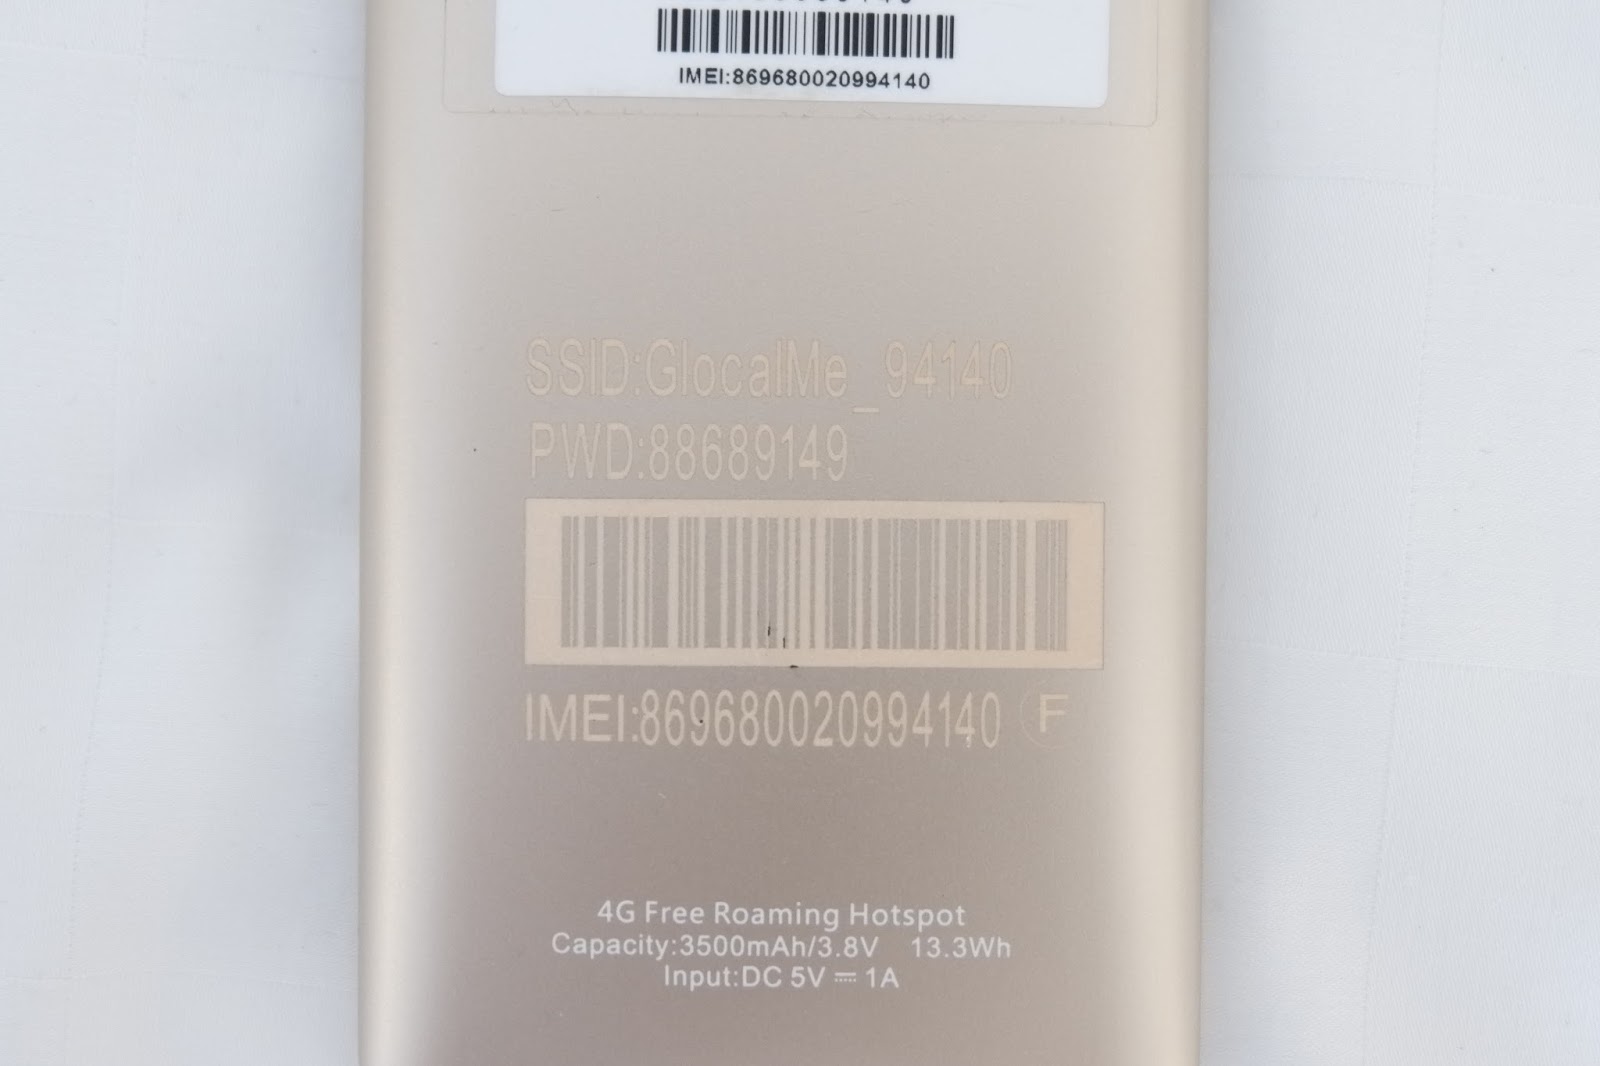 IMEI:869680020994140
SSID:GlocalMe_94140
PWD:88689149
IMEI:869680020994140 F
4G Free Roaming Hotspot
Capacity:3500mAh/3.8V 13.3Wh
Input:DC 5V ⎓ 1A